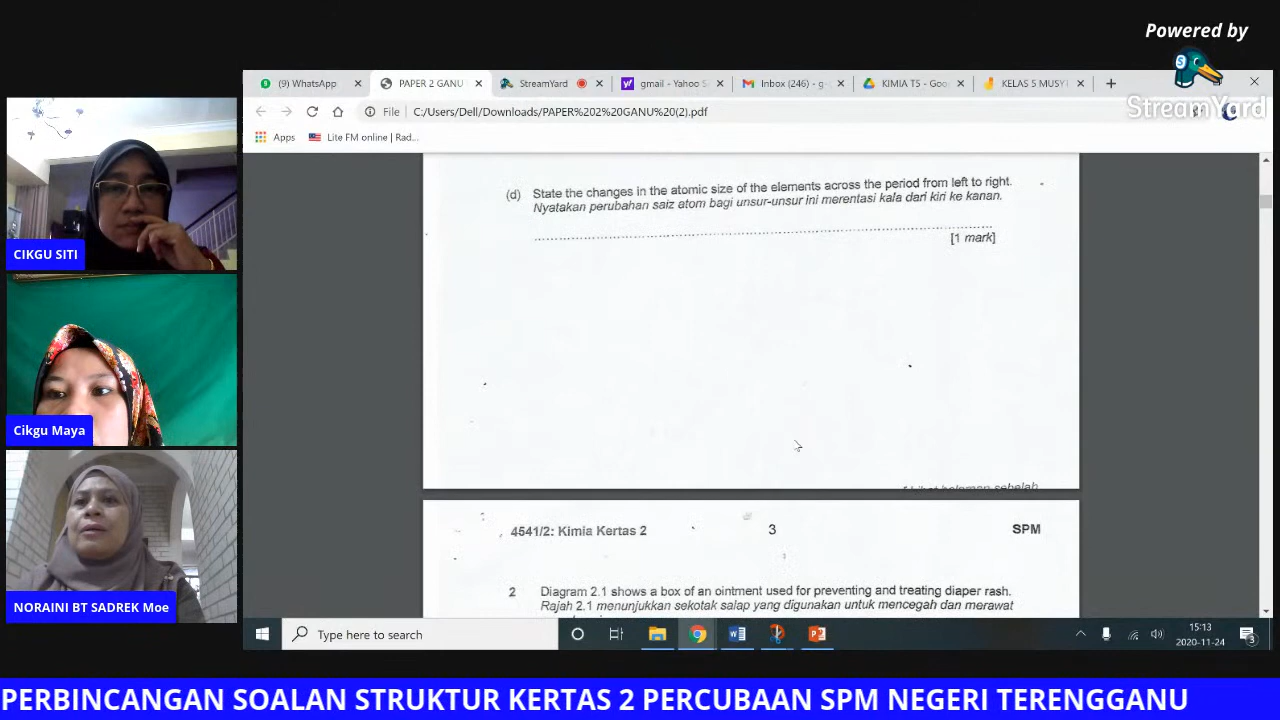 Powered by
StreamYard
(9) WhatsApp
PAPER 2 GANU
StreamYard
gmail - Yahoo S
Inbox (246) - g
KIMIA T5 - Goo
KELAS 5 MUSY
File
C:/Users/Dell/Downloads/PAPER%202%20GANU%20(2).pdf
Apps
Lite FM online | Rad...
(d) State the changes in the atomic size of the elements across the period from left to right.
Nyatakan perubahan saiz atom bagi unsur-unsur ini merentasi kala dari kiri ke kanan.
[1 mark]
4541/2: Kimia Kertas 2
3
SPM
2 Diagram 2.1 shows a box of an ointment used for preventing and treating diaper rash.
Rajah 2.1 menunjukkan sekotak salap yang digunakan untuk mencegah dan merawat
CIKGU SITI
Cikgu Maya
NORAINI BT SADREK Moe
Type here to search
15:13
2020-11-24
3
PERBINCANGAN SOALAN STRUKTUR KERTAS 2 PERCUBAAN SPM NEGERI TERENGGANU